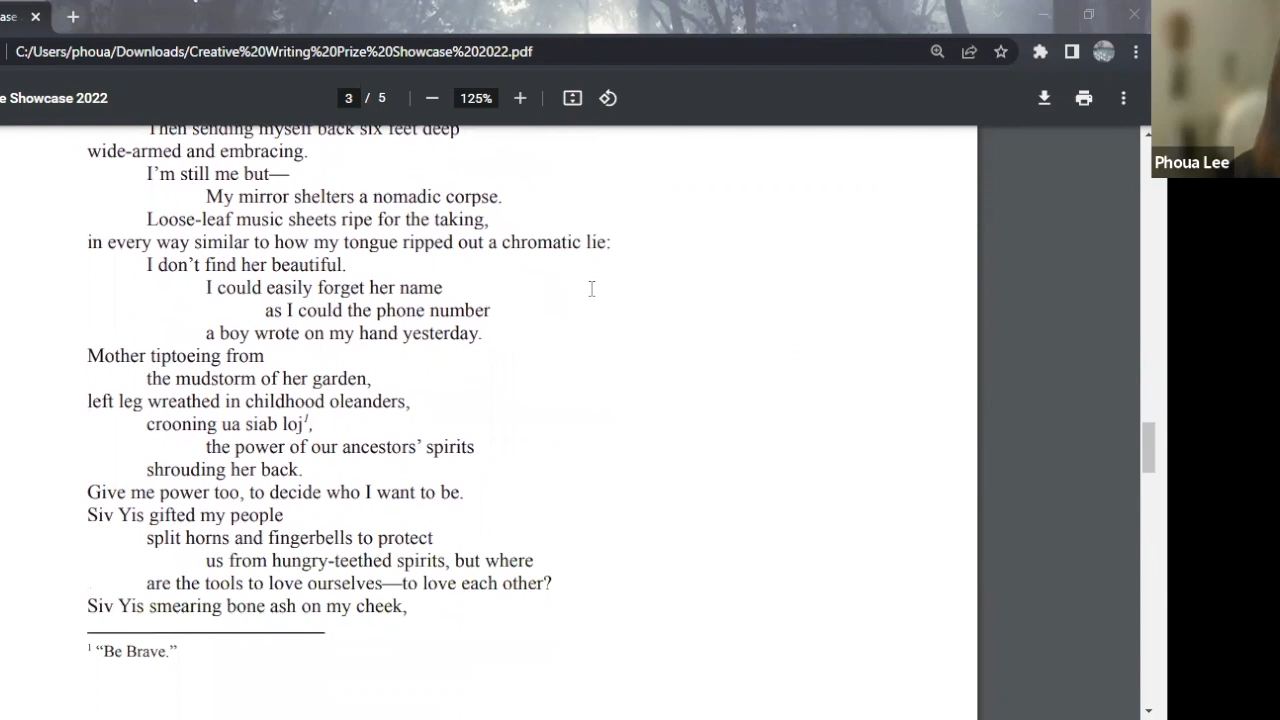 ase
C:/Users/phoua/Downloads/Creative%20Writing%20Prize%20Showcase%202022.pdf
e Showcase 2022
3 / 5
125%
Phoua Lee
Then sending myself back six feet deep
wide-armed and embracing.
I'm still me but—
My mirror shelters a nomadic corpse.
Loose-leaf music sheets ripe for the taking,
in every way similar to how my tongue ripped out a chromatic lie:
I don't find her beautiful.
I could easily forget her name
as I could the phone number
a boy wrote on my hand yesterday.
Mother tiptoeing from
the mudstorm of her garden,
left leg wreathed in childhood oleanders,
crooning ua siab loj¹,
the power of our ancestors' spirits
shrouding her back.
Give me power too, to decide who I want to be.
Siv Yis gifted my people
split horns and fingerbells to protect
us from hungry-teethed spirits, but where
are the tools to love ourselves—to love each other?
Siv Yis smearing bone ash on my cheek,
¹ "Be Brave."